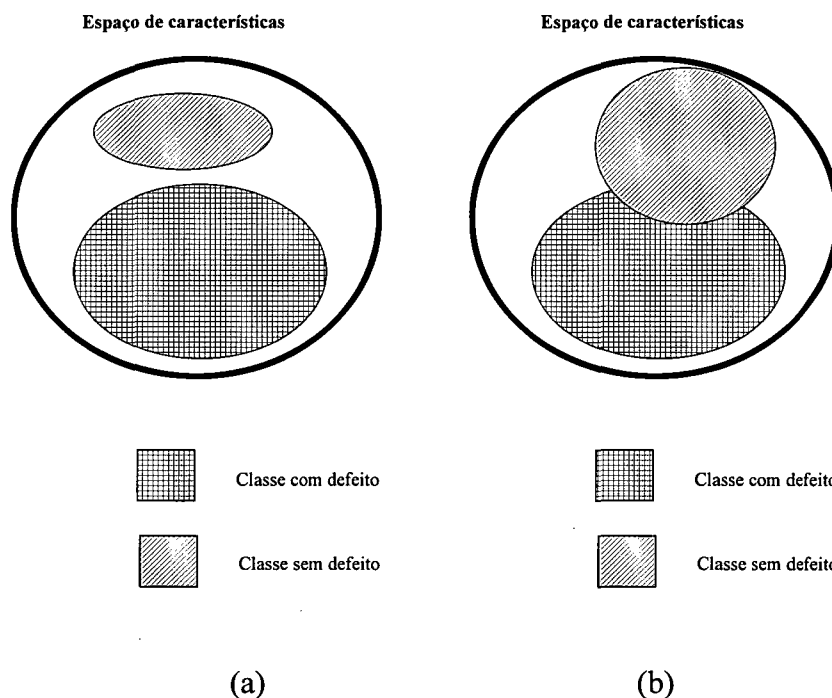 Espaço de características
Espaço de características
Classe com defeito
Classe com defeito
Classe sem defeito
Classe sem defeito
(a)
(b)